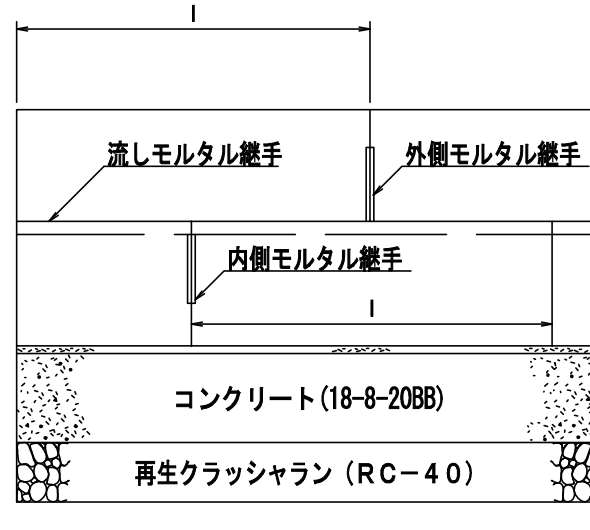 l
流しモルタル継手
外側モルタル継手
内側モルタル継手
l
コンクリート(18-8-20BB)
再生クラッシャラン（RC−40）